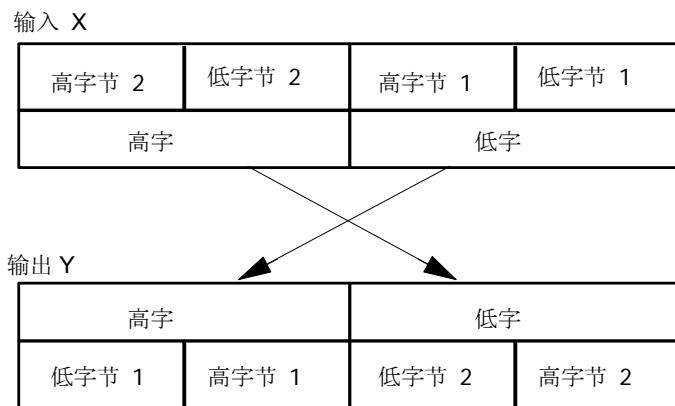 输入 X
高字节 2 低字节 2 高字节 1 低字节 1
高字 低字
输出 Y
高字 低字
低字节 1 高字节 1 低字节 2 高字节 2